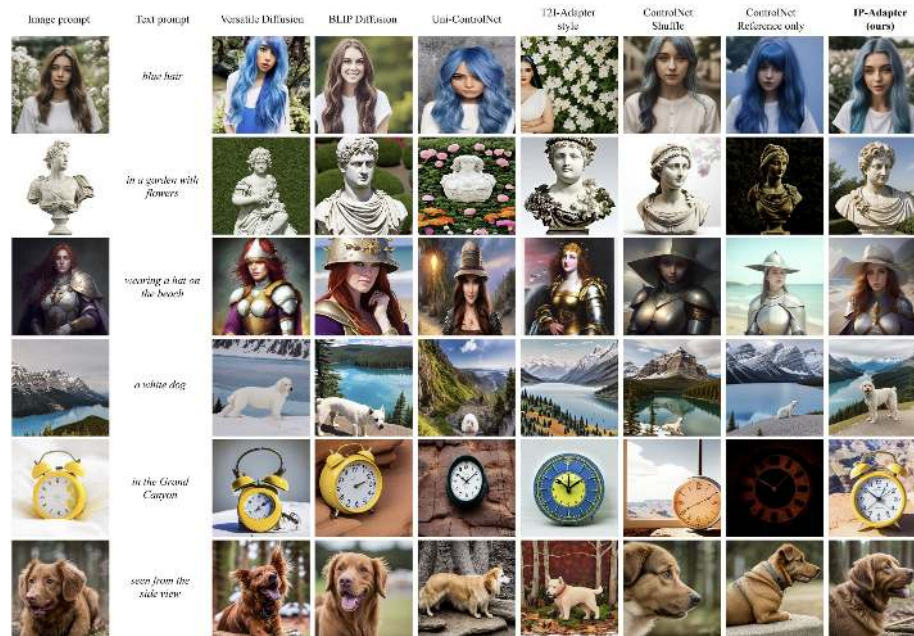 Image prompt
Text prompt
Versatile Diffusion
BLIP Diffusion
Uni-ControlNet
T2I-Adapter
style
ControlNet
Shuffle
ControlNet
Reference only
IP-Adapter
(ours)
blue hair
in a garden with
flowers
wearing a hat on
the beach
a white dog
in the Grand
Canyon
seen from the
side view